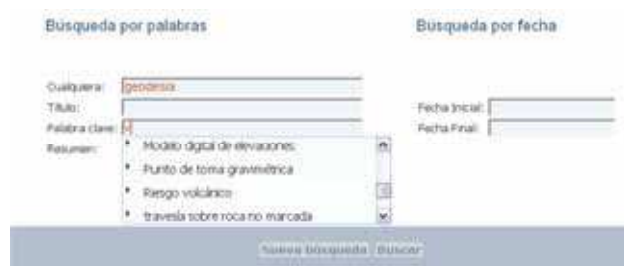 Búsqueda por palabras
Búsqueda por fecha
Cualquiera:
geodesia
Título:
Fecha Inicial:
Palabra clave:
Fecha Final:
Resumen:
Modelo digital de elevaciones
Punto de toma gravimétrica
Riesgo volcánico
travesía sobre roca no marcada
Nueva búsqueda
Buscar